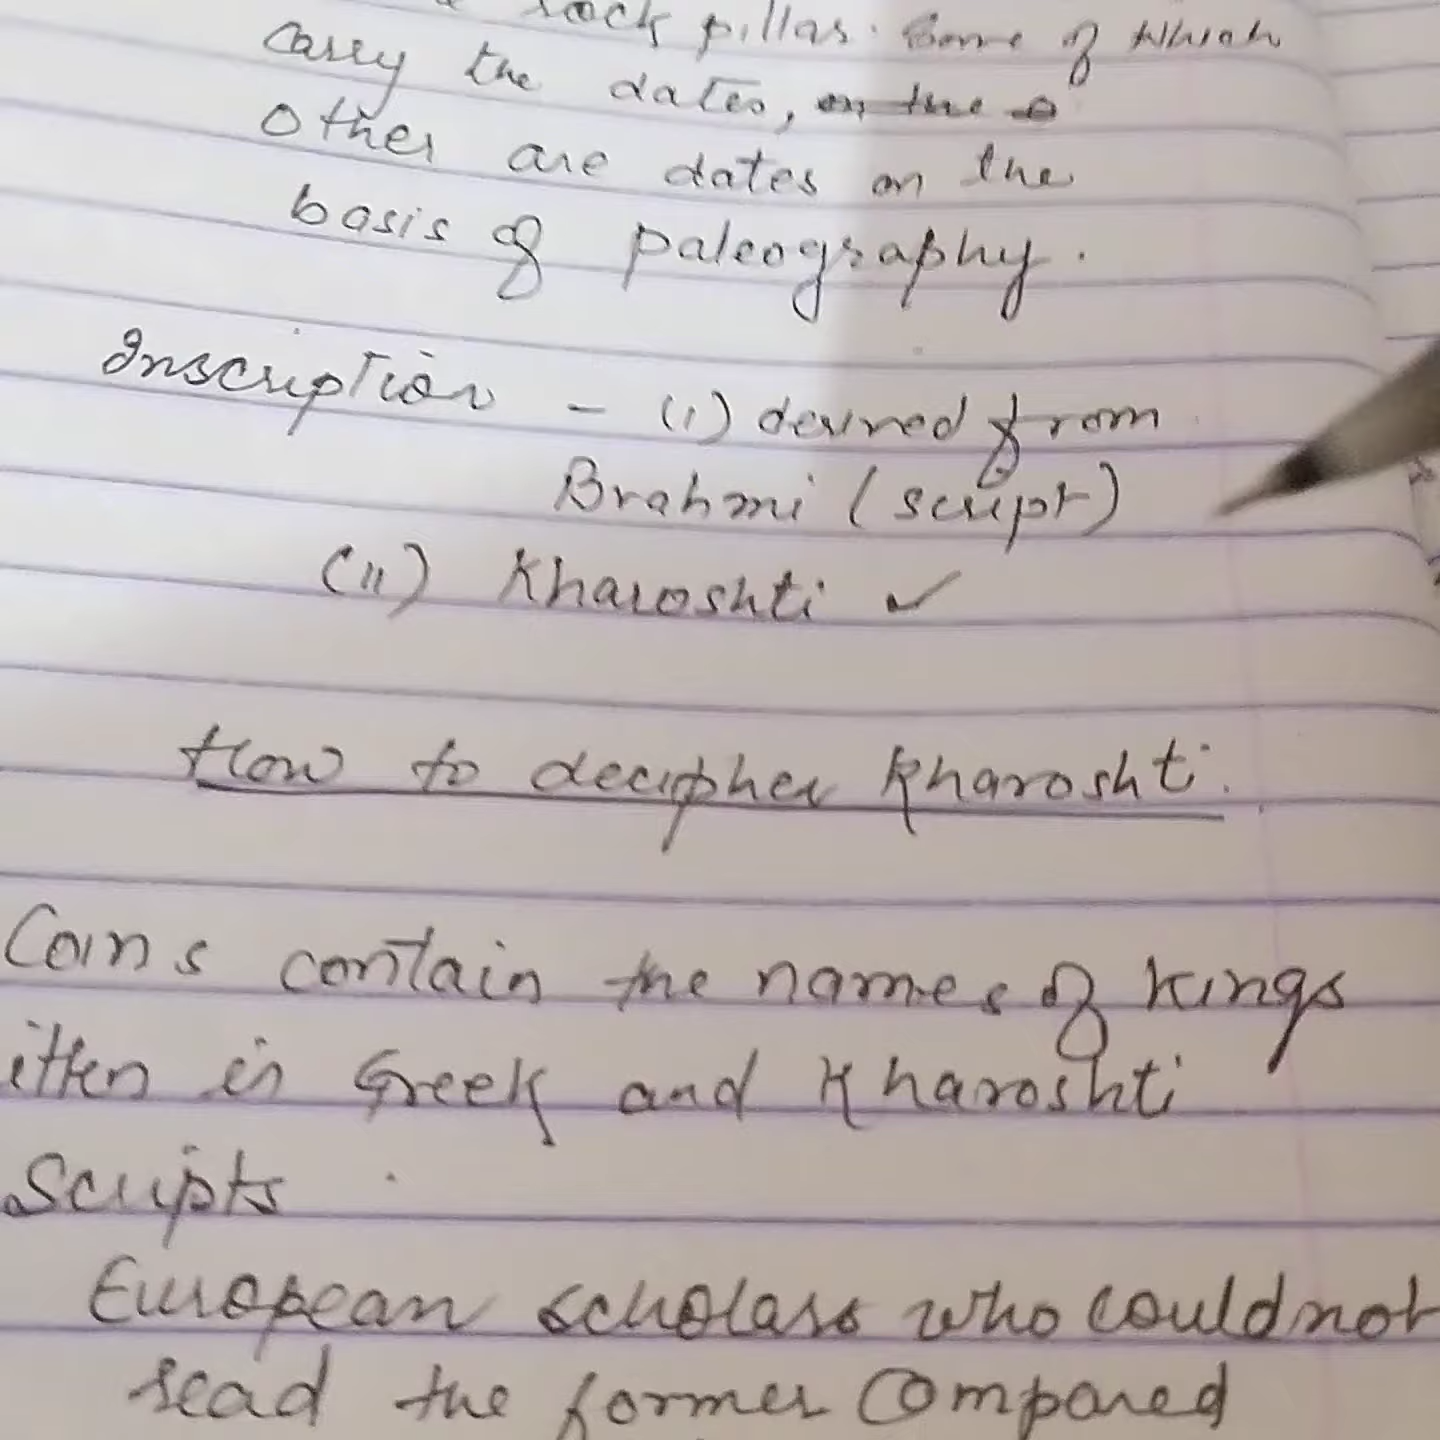 rock pillar. Some of which
carry the dates, on the
other are dates on the
basis of paleography.
Inscription - (i) derived from
Brahmi (script)
(ii) Kharoshti ✓
How to decipher Kharoshti.
Coins contain the names of kings
itten in Greek and Kharoshti
Scripts.
European scholars who could not
read the former compared